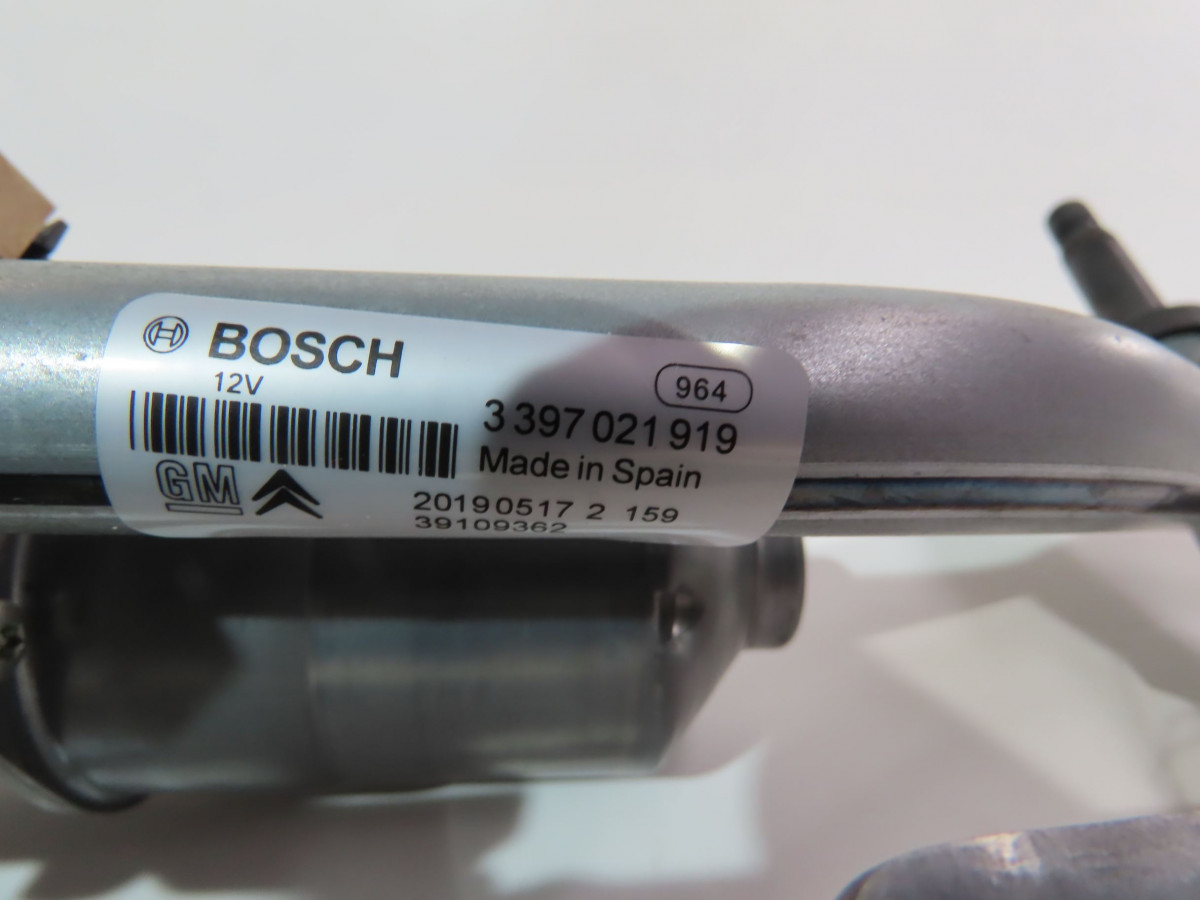 BOSCH
12V
964
3 397 021 919
Made in Spain
GM
20190517 2 159
39109362